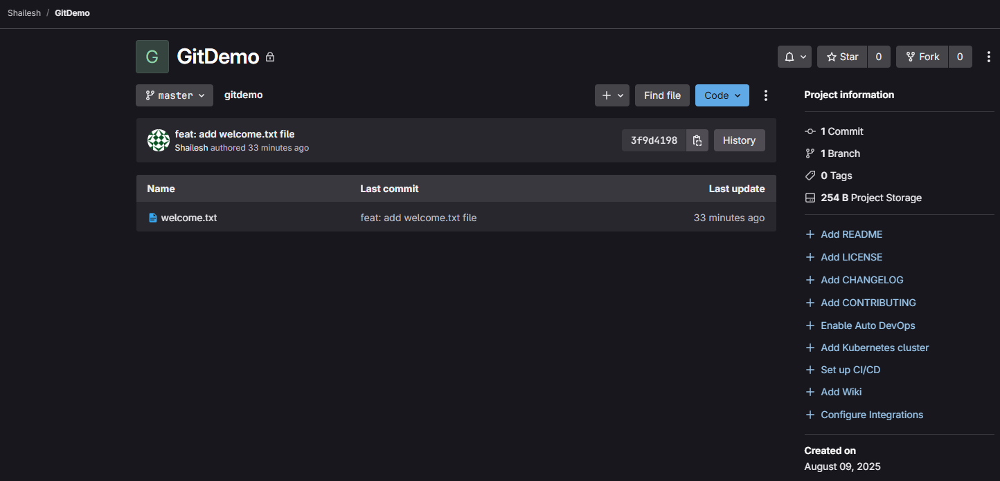 Shailesh / GitDemo
G GitDemo
Star 0 Fork 0
master gitdemo Find file Code
feat: add welcome.txt file
Shailesh authored 33 minutes ago
3f9d4198 History
Name Last commit Last update
welcome.txt feat: add welcome.txt file 33 minutes ago
Project information
1 Commit
1 Branch
0 Tags
254 B Project Storage
Add README
Add LICENSE
Add CHANGELOG
Add CONTRIBUTING
Enable Auto DevOps
Add Kubernetes cluster
Set up CI/CD
Add Wiki
Configure Integrations
Created on
August 09, 2025